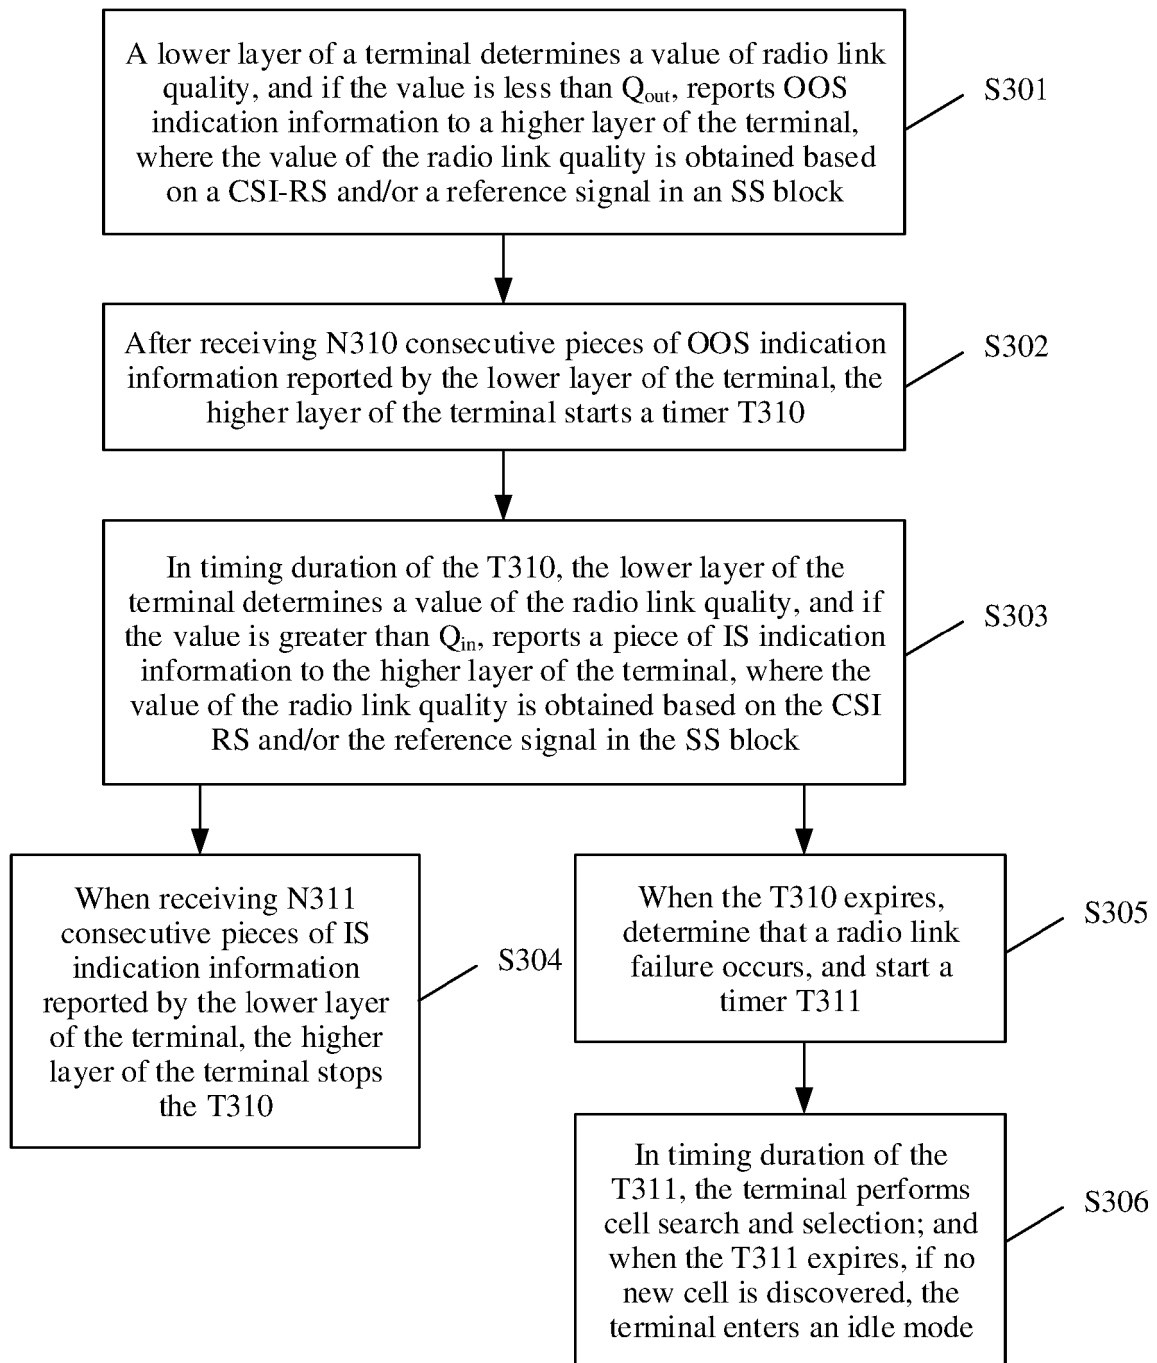 A lower layer of a terminal determines a value of radio link
quality, and if the value is less than Qout, reports OOS
indication information to a higher layer of the terminal,
where the value of the radio link quality is obtained based
on a CSI-RS and/or a reference signal in an SS block
S301
After receiving N310 consecutive pieces of OOS indication
information reported by the lower layer of the terminal, the
higher layer of the terminal starts a timer T310
S302
In timing duration of the T310, the lower layer of the
terminal determines a value of the radio link quality, and if
the value is greater than Qin, reports a piece of IS indication
information to the higher layer of the terminal, where the
value of the radio link quality is obtained based on the CSI
RS and/or the reference signal in the SS block
S303
When receiving N311
consecutive pieces of IS
indication information
reported by the lower layer
of the terminal, the higher
layer of the terminal stops
the T310
S304
When the T310 expires,
determine that a radio link
failure occurs, and start a
timer T311
S305
In timing duration of the
T311, the terminal performs
cell search and selection; and
when the T311 expires, if no
new cell is discovered, the
terminal enters an idle mode
S306